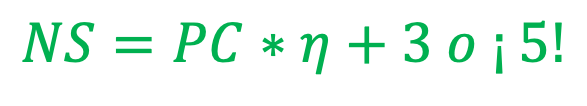 NS = PC * η + 3 o ¡ 5!